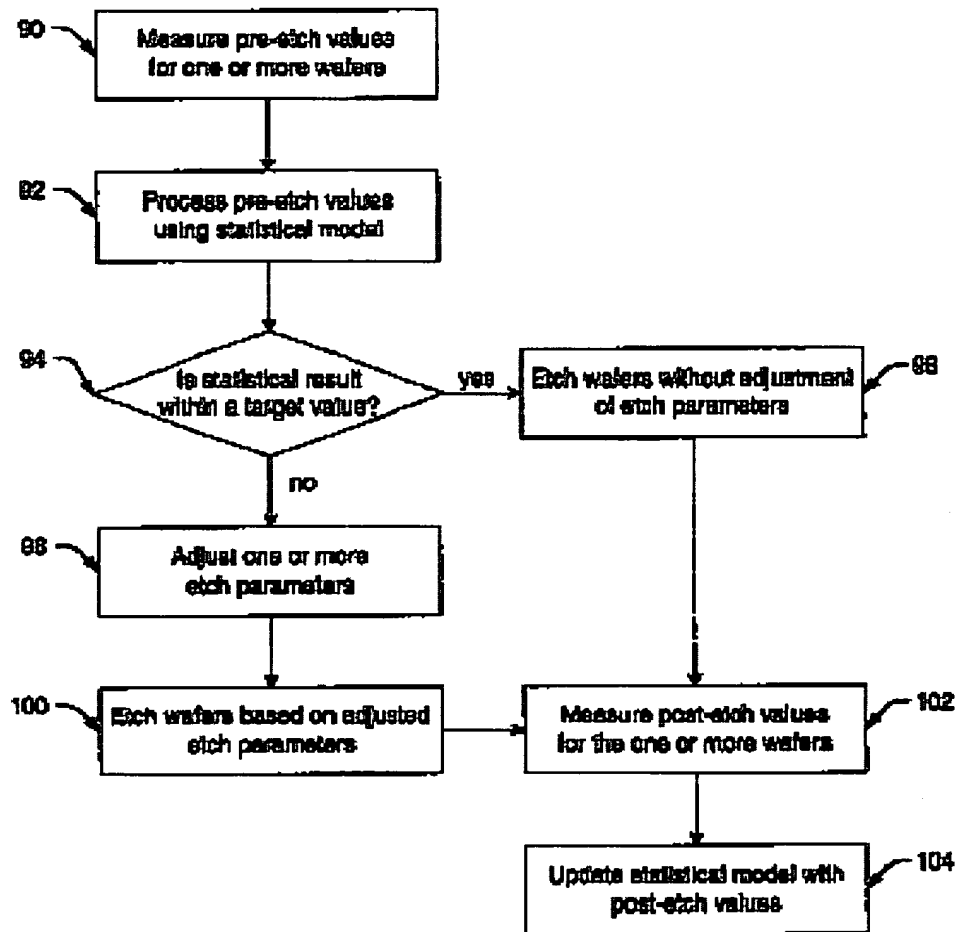 90
Measure pre-etch values
for one or more wafers
92
Process pre-etch values
using statistical model
94
Is statistical result
within a target value?
yes
Etch wafers without adjustment
of etch parameters
no
Adjust one or more
etch parameters
100
Etch wafers based on adjusted
etch parameters
Measure post-etch values
for the one or more wafers
102
Update statistical model with
post-etch values
104